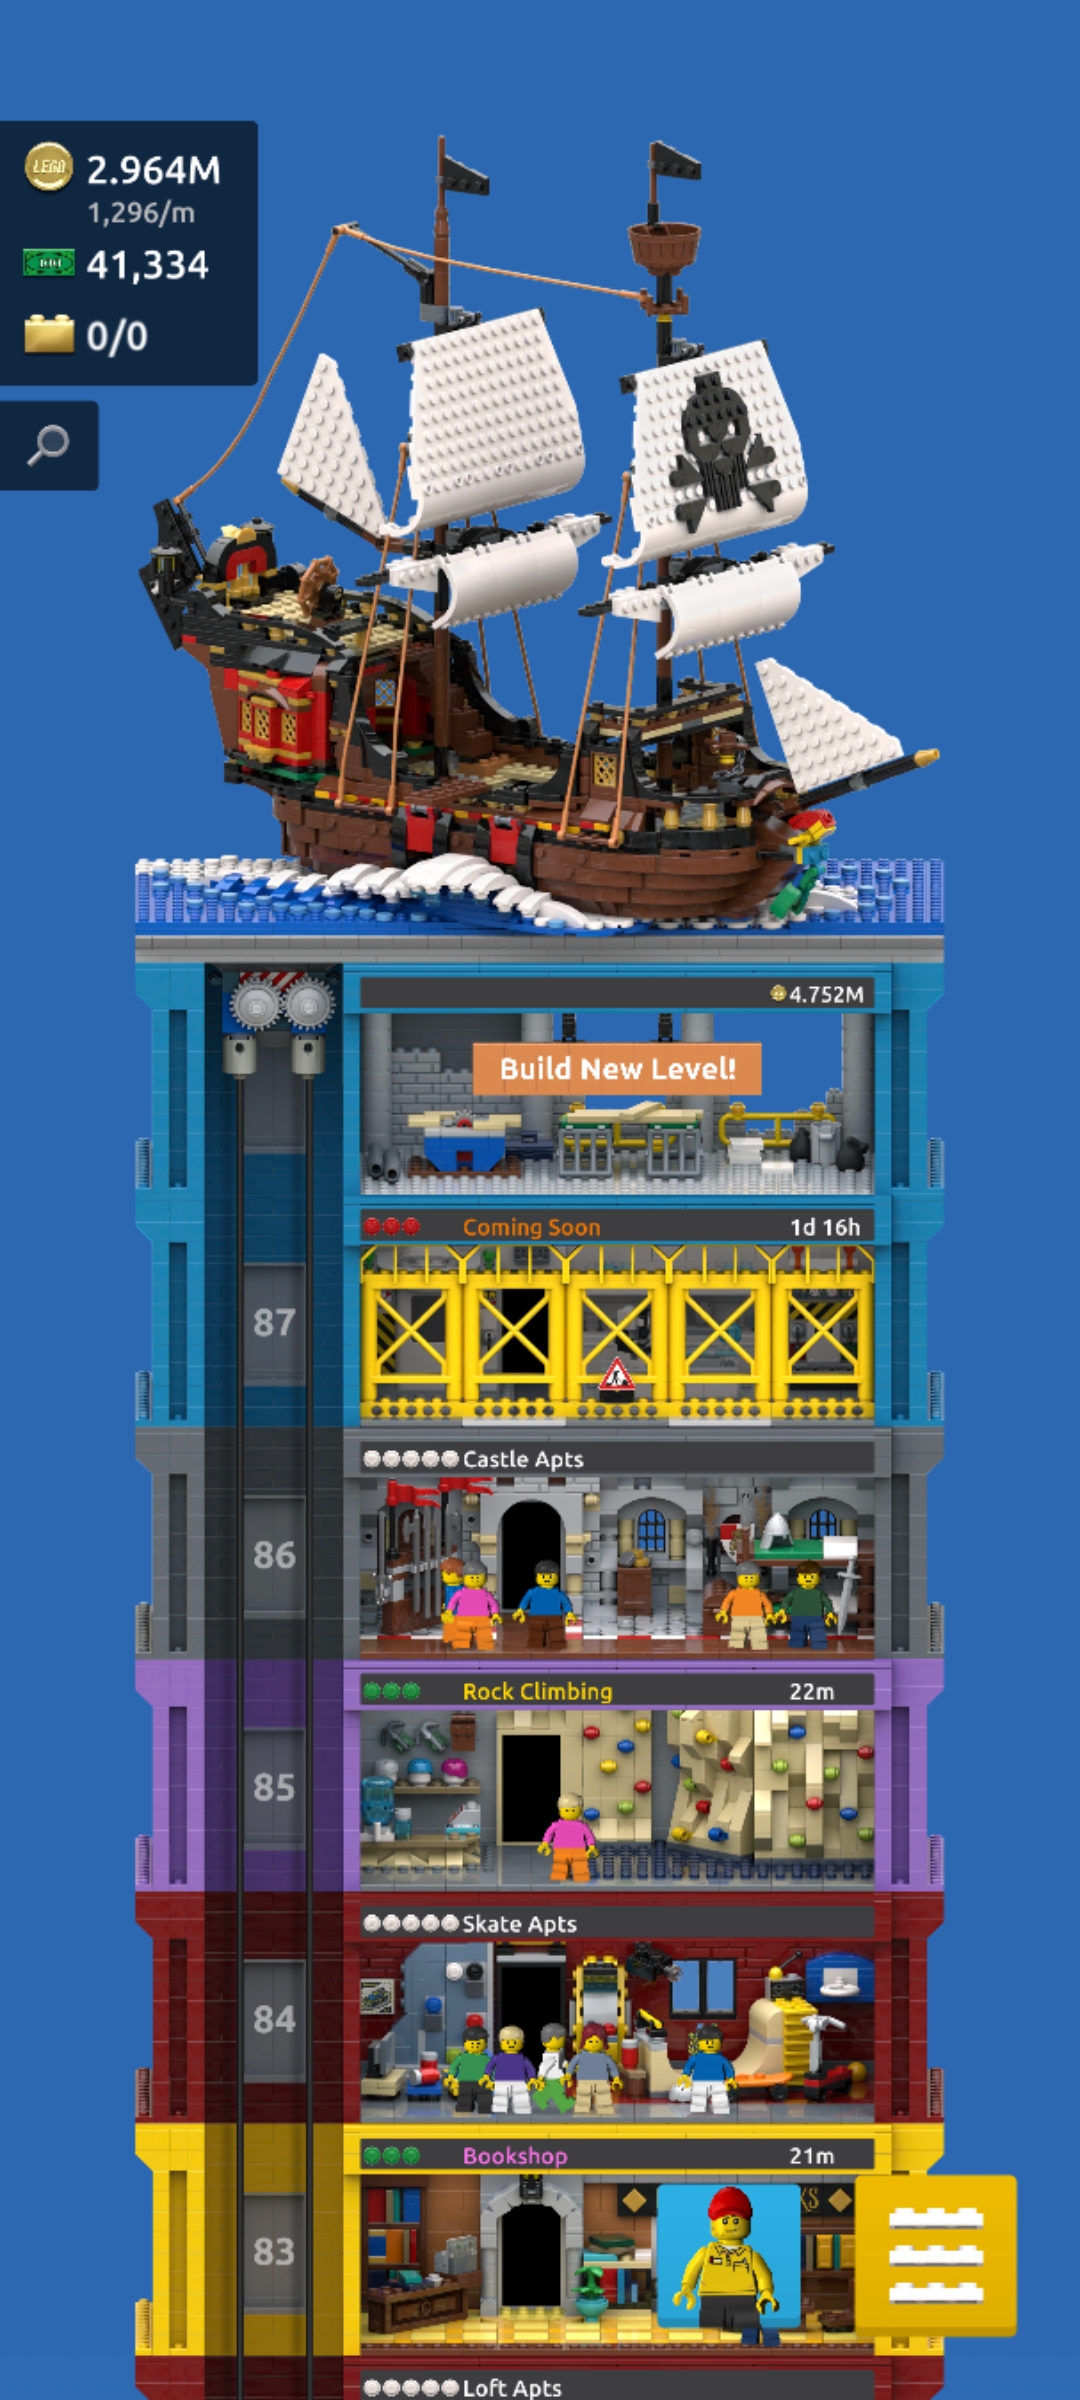 LEGO 2.964M
1,296/m
41,334
0/0
4.752M
Build New Level!
Coming Soon 1d 16h
87
Castle Apts
86
Rock Climbing 22m
85
Skate Apts
84
Bookshop 21m
KS
83
Loft Apts